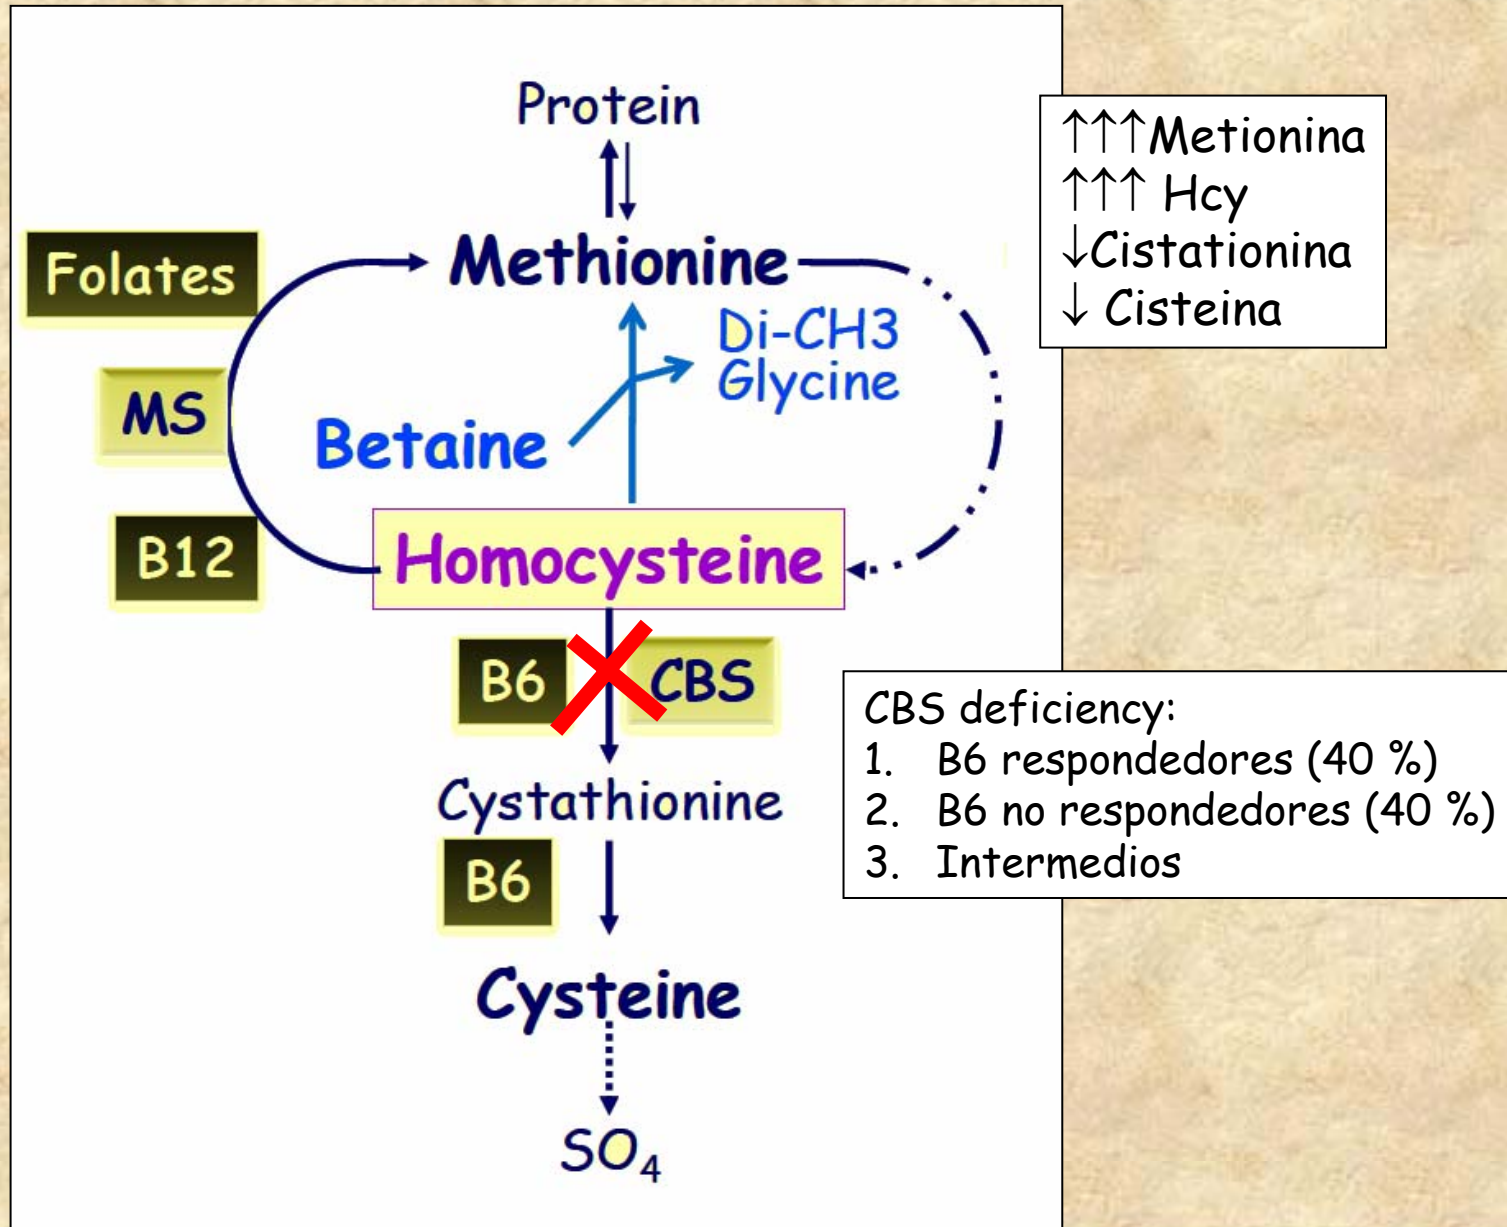 Protein
↑↑↑Metionina
↑↑↑ Hcy
↓Cistationina
↓ Cisteina
Folates
Methionine
Di-CH3
Glycine
MS
Betaine
B12
Homocysteine
B6
CBS
CBS deficiency:
1. B6 respondedores (40 %)
2. B6 no respondedores (40 %)
3. Intermedios
Cystathionine
B6
Cysteine
SO4